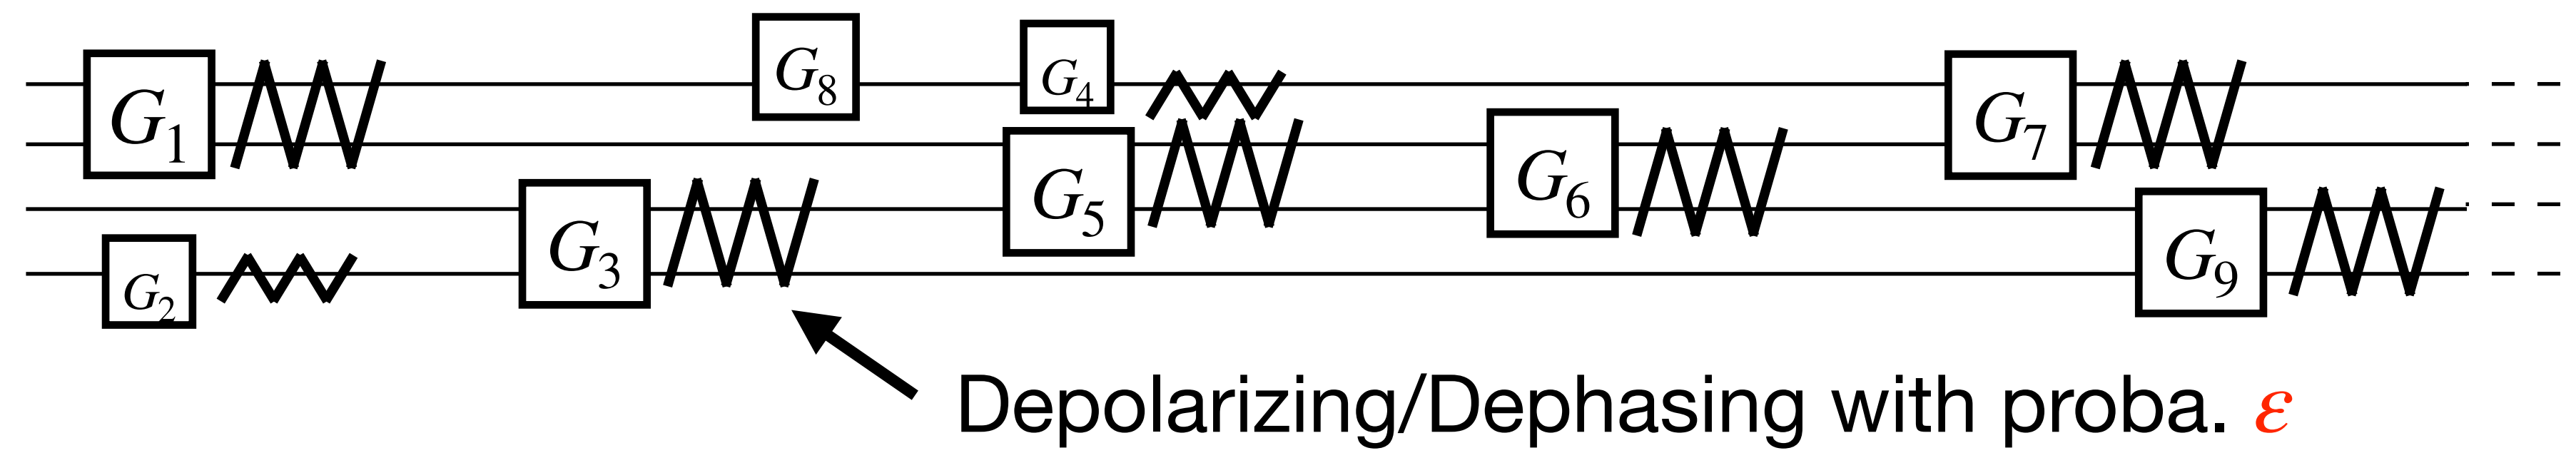 G1
G8
G4
G7
G5
G6
G3
G2
G9
Depolarizing/Dephasing with proba. ε